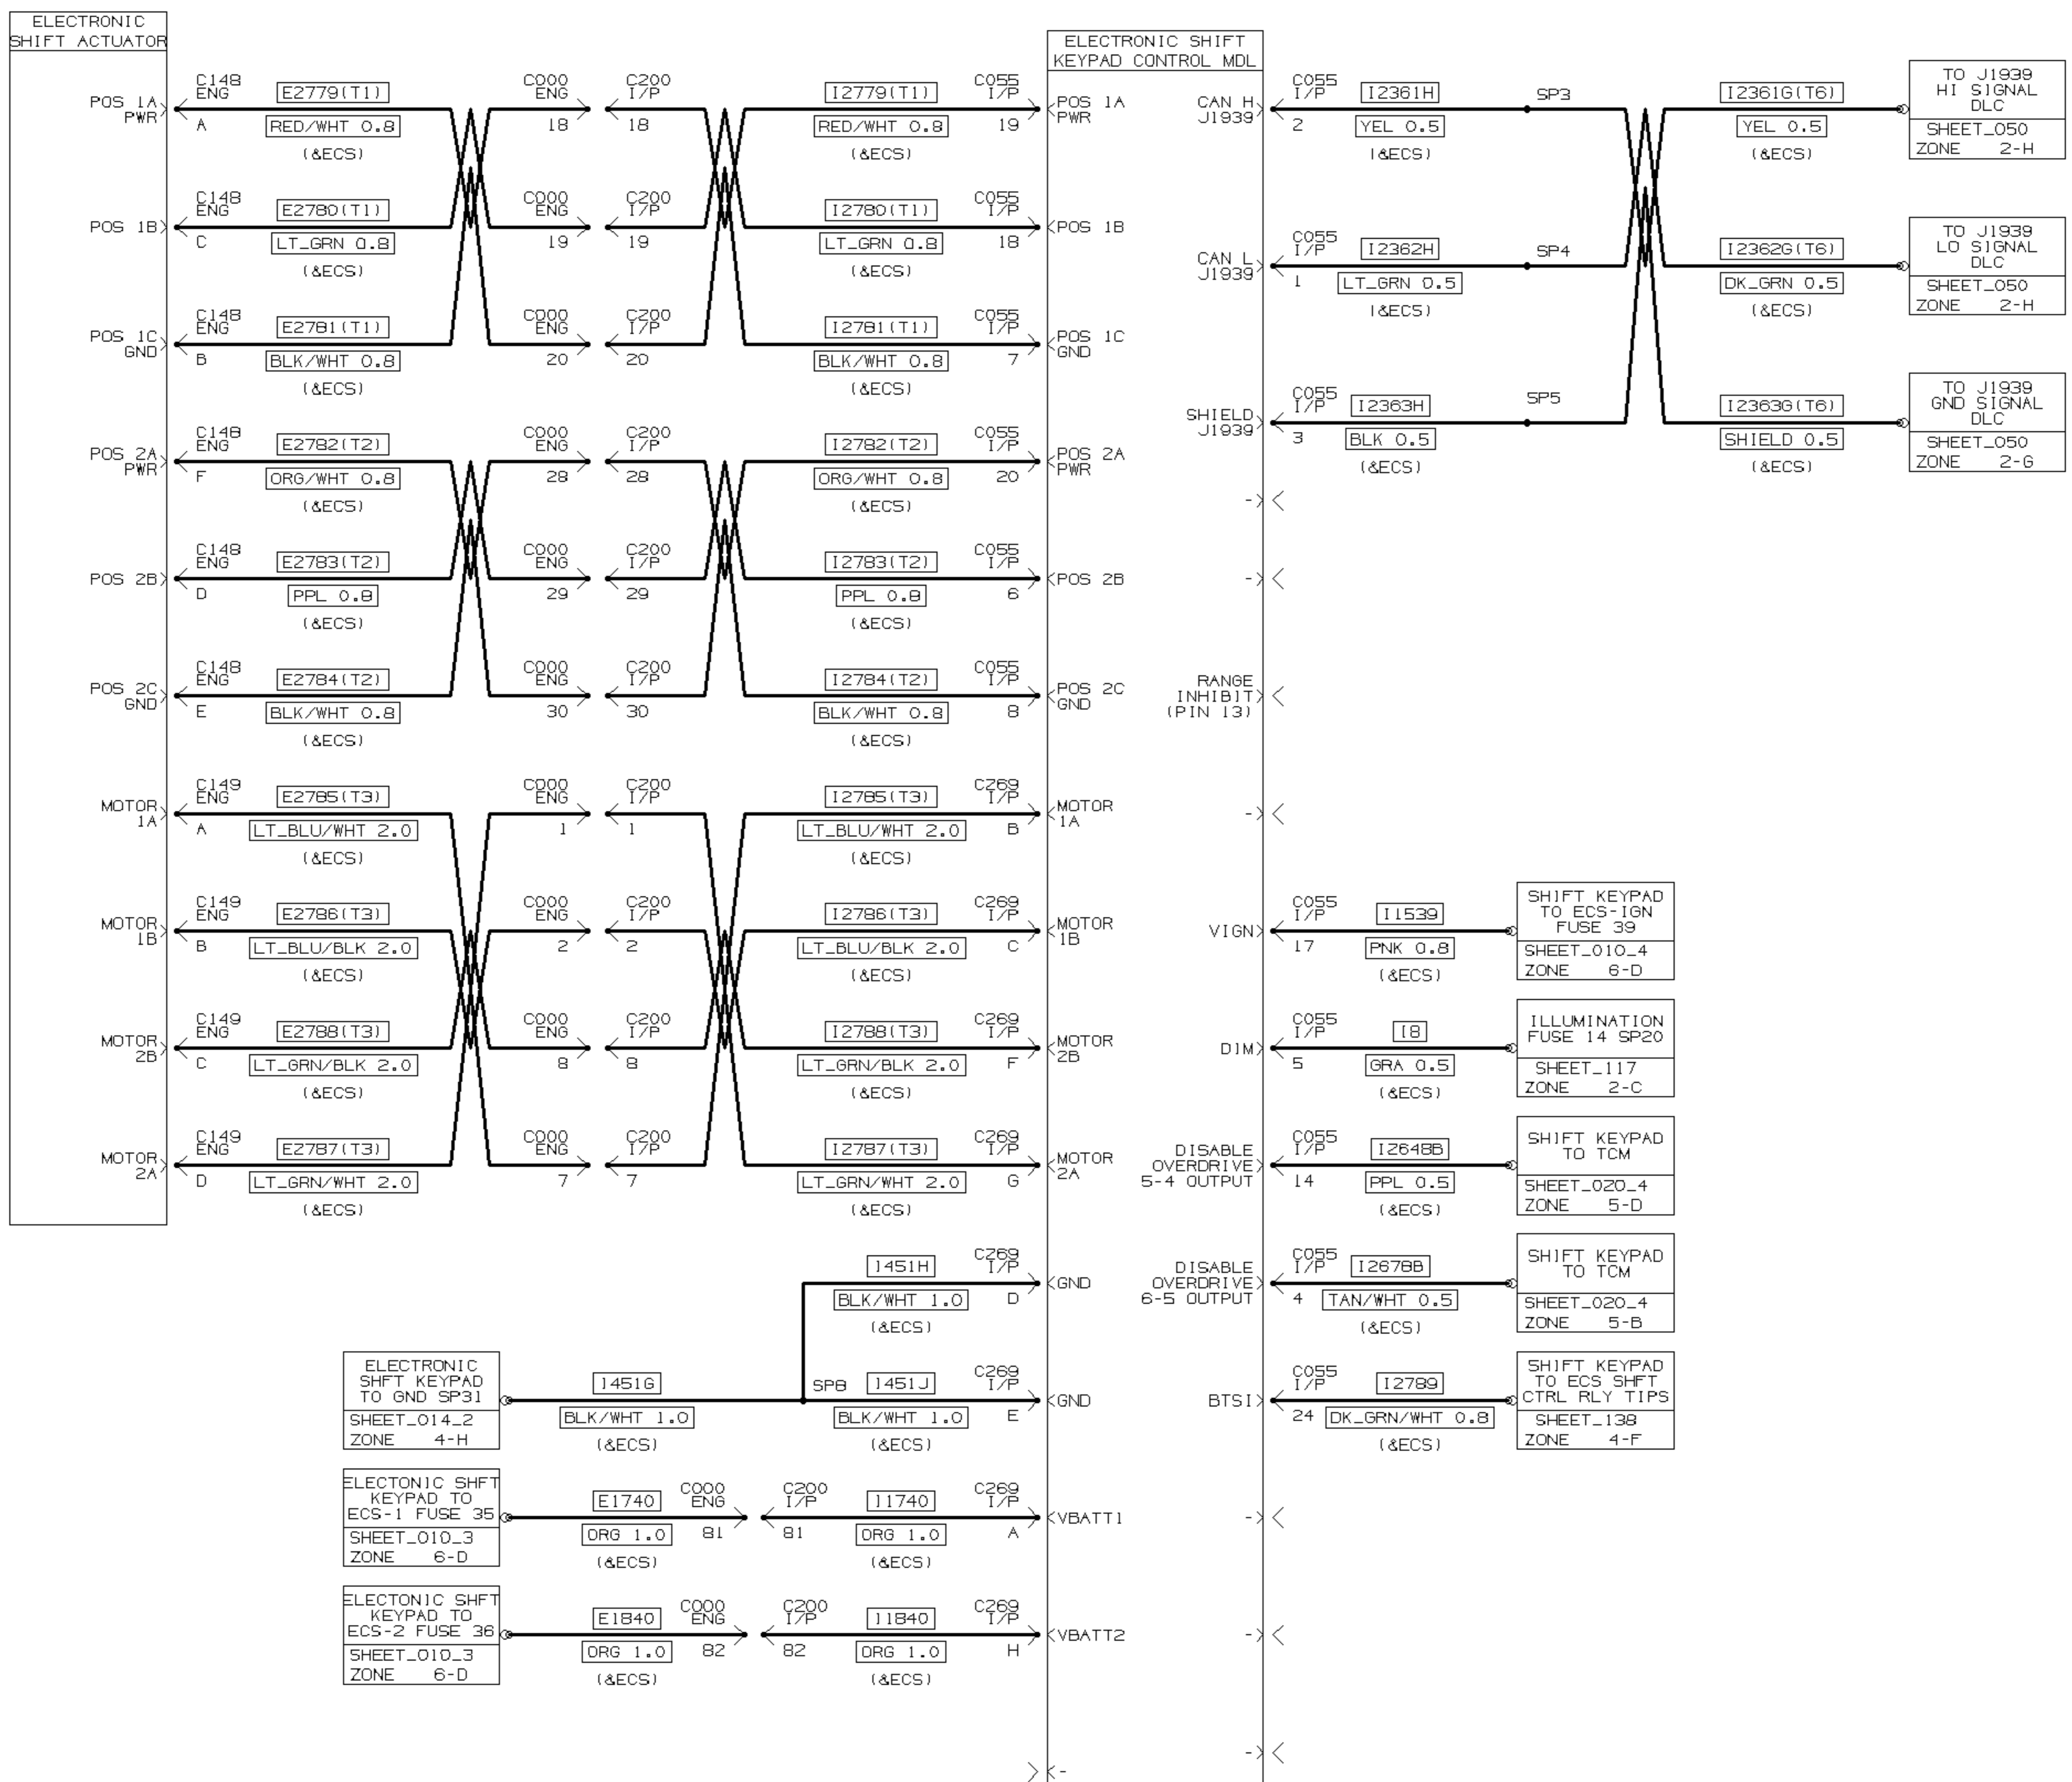 ELECTRONIC
SHIFT ACTUATOR
POS 1A
PWR
C148
ENG
A
E2779(T1)
RED/WHT 0.8
(&ECS)
C000
ENG
18
C200
I/P
18
I2779(T1)
RED/WHT 0.8
(&ECS)
C055
I/P
19
POS 1B
C148
ENG
C
E2780(T1)
LT_GRN 0.8
(&ECS)
C000
ENG
19
C200
I/P
19
I2780(T1)
LT_GRN 0.8
(&ECS)
C055
I/P
18
POS 1C
GND
C148
ENG
B
E2781(T1)
BLK/WHT 0.8
(&ECS)
C000
ENG
20
C200
I/P
20
I2781(T1)
BLK/WHT 0.8
(&ECS)
C055
I/P
7
POS 2A
PWR
C148
ENG
F
E2782(T2)
ORG/WHT 0.8
(&ECS)
C000
ENG
28
C200
I/P
28
I2782(T2)
ORG/WHT 0.8
(&ECS)
C055
I/P
20
POS 2B
C148
ENG
D
E2783(T2)
PPL 0.8
(&ECS)
C000
ENG
29
C200
I/P
29
I2783(T2)
PPL 0.8
(&ECS)
C055
I/P
6
POS 2C
GND
C148
ENG
E
E2784(T2)
BLK/WHT 0.8
(&ECS)
C000
ENG
30
C200
I/P
30
I2784(T2)
BLK/WHT 0.8
(&ECS)
C055
I/P
8
MOTOR
1A
C149
ENG
A
E2785(T3)
LT_BLU/WHT 2.0
(&ECS)
C000
ENG
1
C200
I/P
1
I2785(T3)
LT_BLU/WHT 2.0
(&ECS)
C269
I/P
B
MOTOR
1B
C149
ENG
B
E2786(T3)
LT_BLU/BLK 2.0
(&ECS)
C000
ENG
2
C200
I/P
2
I2786(T3)
LT_BLU/BLK 2.0
(&ECS)
C269
I/P
C
MOTOR
2B
C149
ENG
C
E2788(T3)
LT_GRN/BLK 2.0
(&ECS)
C000
ENG
8
C200
I/P
8
I2788(T3)
LT_GRN/BLK 2.0
(&ECS)
C269
I/P
F
MOTOR
2A
C149
ENG
D
E2787(T3)
LT_GRN/WHT 2.0
(&ECS)
C000
ENG
7
C200
I/P
7
I2787(T3)
LT_GRN/WHT 2.0
(&ECS)
C269
I/P
G
1451H
BLK/WHT 1.0
(&ECS)
C269
I/P
D
ELECTRONIC
SHFT KEYPAD
TO GND SP31
SHEET_014_2
ZONE 4-H
1451G
BLK/WHT 1.0
(&ECS)
SP8
1451J
BLK/WHT 1.0
(&ECS)
C269
I/P
E
ELECTONIC SHFT
KEYPAD TO
ECS-1 FUSE 35
SHEET_010_3
ZONE 6-D
E1740
ORG 1.0
(&ECS)
C000
ENG
81
C200
I/P
81
I1740
ORG 1.0
(&ECS)
C269
I/P
A
ELECTONIC SHFT
KEYPAD TO
ECS-2 FUSE 36
SHEET_010_3
ZONE 6-D
E1840
ORG 1.0
(&ECS)
C000
ENG
82
C200
I/P
82
I1840
ORG 1.0
(&ECS)
C269
I/P
H
ELECTRONIC SHIFT
KEYPAD CONTROL MDL
POS 1A
PWR
POS 1B
POS 1C
GND
POS 2A
PWR
POS 2B
POS 2C
GND
MOTOR
1A
MOTOR
1B
MOTOR
2B
MOTOR
2A
GND
GND
VBATT1
VBATT2
-
CAN H
J1939
C055
I/P
2
I2361H
YEL 0.5
(&ECS)
SP3
I2361G(T6)
YEL 0.5
(&ECS)
TO J1939
HI SIGNAL
DLC
SHEET_050
ZONE 2-H
CAN L
J1939
C055
I/P
1
I2362H
LT_GRN 0.5
(&ECS)
SP4
I2362G(T6)
DK_GRN 0.5
(&ECS)
TO J1939
LO SIGNAL
DLC
SHEET_050
ZONE 2-H
SHIELD
J1939
C055
I/P
3
I2363H
BLK 0.5
(&ECS)
SP5
I2363G(T6)
SHIELD 0.5
(&ECS)
TO J1939
GND SIGNAL
DLC
SHEET_050
ZONE 2-G
-
-
RANGE
INHIBIT
(PIN 13)
-
VIGN
C055
I/P
17
I1539
PNK 0.8
(&ECS)
SHIFT KEYPAD
TO ECS-IGN
FUSE 39
SHEET_010_4
ZONE 6-D
DIM
C055
I/P
5
I8
GRA 0.5
(&ECS)
ILLUMINATION
FUSE 14 SP20
SHEET_117
ZONE 2-C
DISABLE
OVERDRIVE
5-4 OUTPUT
C055
I/P
14
I2648B
PPL 0.5
(&ECS)
SHIFT KEYPAD
TO TCM
SHEET_020_4
ZONE 5-D
DISABLE
OVERDRIVE
6-5 OUTPUT
C055
I/P
4
I2678B
TAN/WHT 0.5
(&ECS)
SHIFT KEYPAD
TO TCM
SHEET_020_4
ZONE 5-B
BTSI
C055
I/P
24
I2789
DK_GRN/WHT 0.8
(&ECS)
SHIFT KEYPAD
TO ECS SHFT
CTRL RLY TIPS
SHEET_138
ZONE 4-F
-
-
-